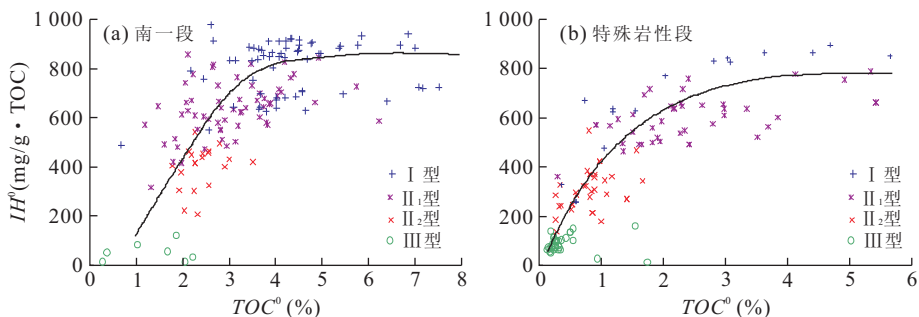 (a) 南一段
IH⁰(mg/g·TOC)
1 000
800
600
400
200
0
I 型
II₁型
II₂型
III型
0 1 2 3 4 5 6 7 8
TOC⁰ (%)
(b) 特殊岩性段
1 000
800
600
400
200
0
I 型
II₁型
II₂型
III型
0 1 2 3 4 5 6
TOC⁰ (%)